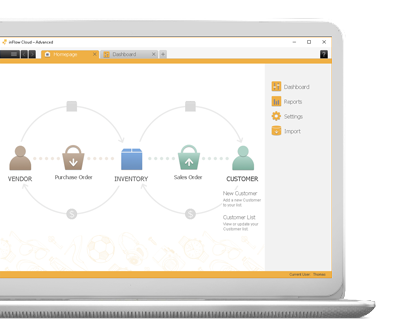 inFlow Cloud - Advanced
Homepage
Dashboard
Dashboard
Reports
Settings
Import
VENDOR
Purchase Order
INVENTORY
Sales Order
CUSTOMER
New Customer
Add a new Customer
to your list.
Customer List
View or update your
Customer list.
Current User: Thomas